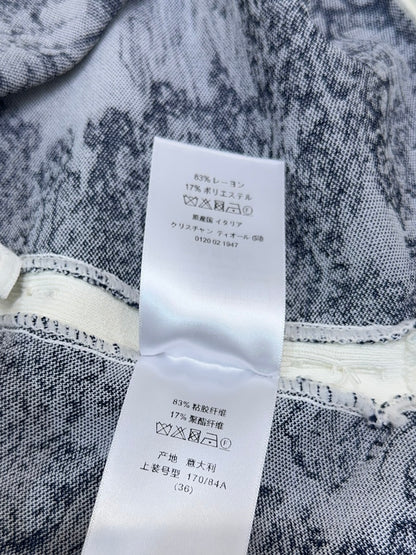 83% レーヨン
17% ポリエステル
原産国 イタリア
クリスチャン ディオール (SB)
0120 02 1947
83% 粘胶纤维
17% 聚酯纤维
产地 意大利
上装号型 170/84A
(36)